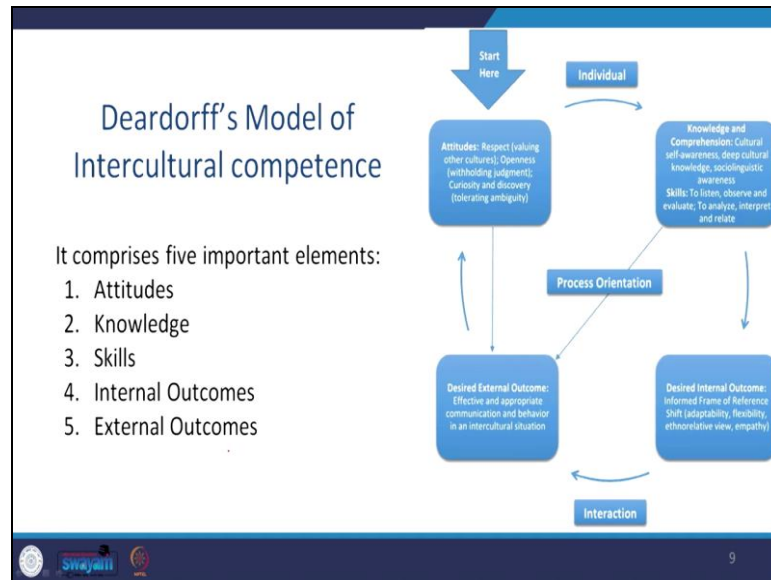 Deardorff's Model of
Intercultural competence
It comprises five important elements:
1. Attitudes
2. Knowledge
3. Skills
4. Internal Outcomes
5. External Outcomes
Start
Here
Individual
Attitudes: Respect (valuing
other cultures); Openness
(withholding judgment);
Curiosity and discovery
(tolerating ambiguity)
Knowledge and
Comprehension: Cultural
self-awareness, deep cultural
knowledge, sociolinguistic
awareness
Skills: To listen, observe and
evaluate; To analyze, interpret
and relate
Process Orientation
Desired External Outcome:
Effective and appropriate
communication and behavior
in an intercultural situation
Desired Internal Outcome:
Informed Frame of Reference
Shift (adaptability, flexibility,
ethnorelative view, empathy)
Interaction
swayam
9